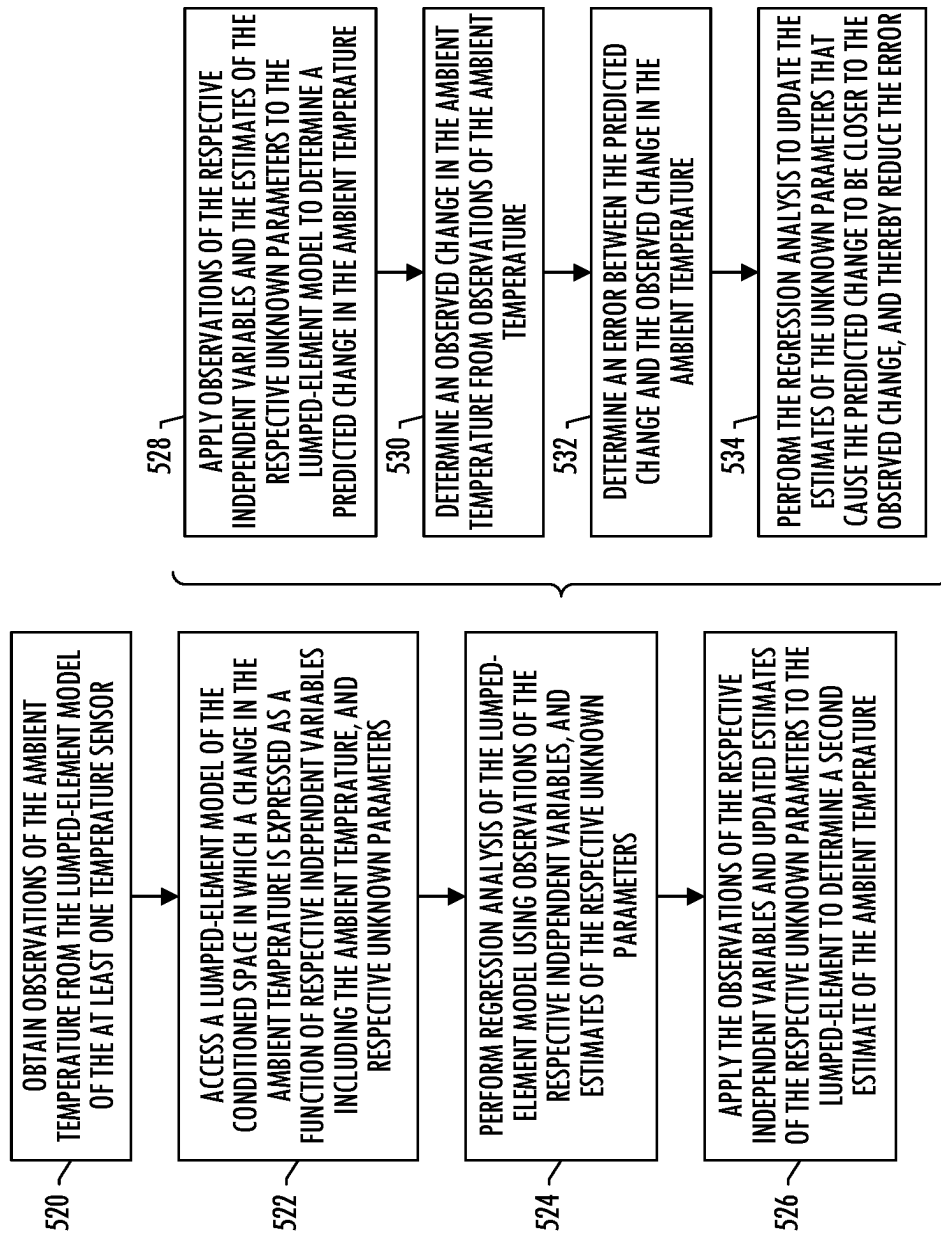 520
OBTAIN OBSERVATIONS OF THE AMBIENT
TEMPERATURE FROM THE LUMPED-ELEMENT MODEL
OF THE AT LEAST ONE TEMPERATURE SENSOR
522
ACCESS A LUMPED-ELEMENT MODEL OF THE
CONDITIONED SPACE IN WHICH A CHANGE IN THE
AMBIENT TEMPERATURE IS EXPRESSED AS A
FUNCTION OF RESPECTIVE INDEPENDENT VARIABLES
INCLUDING THE AMBIENT TEMPERATURE, AND
RESPECTIVE UNKNOWN PARAMETERS
524
PERFORM REGRESSION ANALYSIS OF THE LUMPED-
ELEMENT MODEL USING OBSERVATIONS OF THE
RESPECTIVE INDEPENDENT VARIABLES, AND
ESTIMATES OF THE RESPECTIVE UNKNOWN
PARAMETERS
526
APPLY THE OBSERVATIONS OF THE RESPECTIVE
INDEPENDENT VARIABLES AND UPDATED ESTIMATES
OF THE RESPECTIVE UNKNOWN PARAMETERS TO THE
LUMPED-ELEMENT TO DETERMINE A SECOND
ESTIMATE OF THE AMBIENT TEMPERATURE
528
APPLY OBSERVATIONS OF THE RESPECTIVE
INDEPENDENT VARIABLES AND THE ESTIMATES OF THE
RESPECTIVE UNKNOWN PARAMETERS TO THE
LUMPED-ELEMENT MODEL TO DETERMINE A
PREDICTED CHANGE IN THE AMBIENT TEMPERATURE
530
DETERMINE AN OBSERVED CHANGE IN THE AMBIENT
TEMPERATURE FROM OBSERVATIONS OF THE AMBIENT
TEMPERATURE
532
DETERMINE AN ERROR BETWEEN THE PREDICTED
CHANGE AND THE OBSERVED CHANGE IN THE
AMBIENT TEMPERATURE
534
PERFORM THE REGRESSION ANALYSIS TO UPDATE THE
ESTIMATES OF THE UNKNOWN PARAMETERS THAT
CAUSE THE PREDICTED CHANGE TO BE CLOSER TO THE
OBSERVED CHANGE, AND THEREBY REDUCE THE ERROR